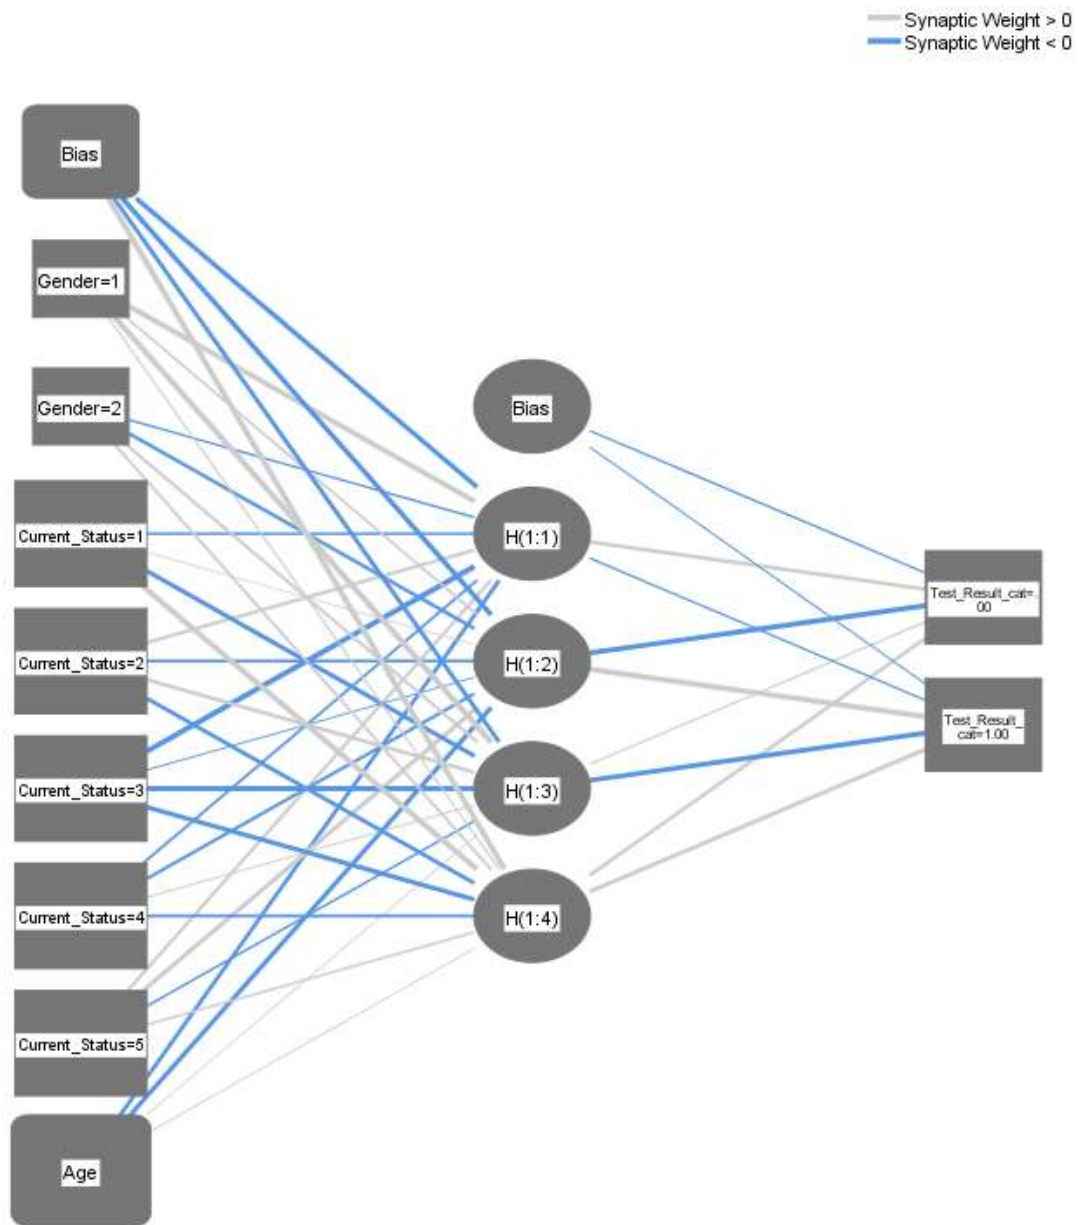 Synaptic Weight > 0
Synaptic Weight < 0
Bias
Gender=1
Gender=2
Current_Status=1
Current_Status=2
Current_Status=3
Current_Status=4
Current_Status=5
Age
Bias
H(1:1)
H(1:2)
H(1:3)
H(1:4)
Test_Result_cat=.
00
Test_Result_
cat=1.00